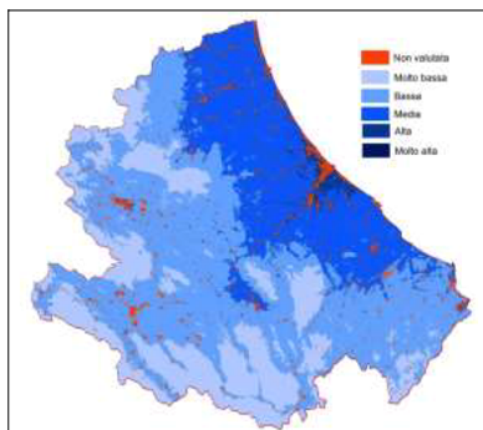 Non valutata
Molto bassa
Bassa
Media
Alta
Molto alta